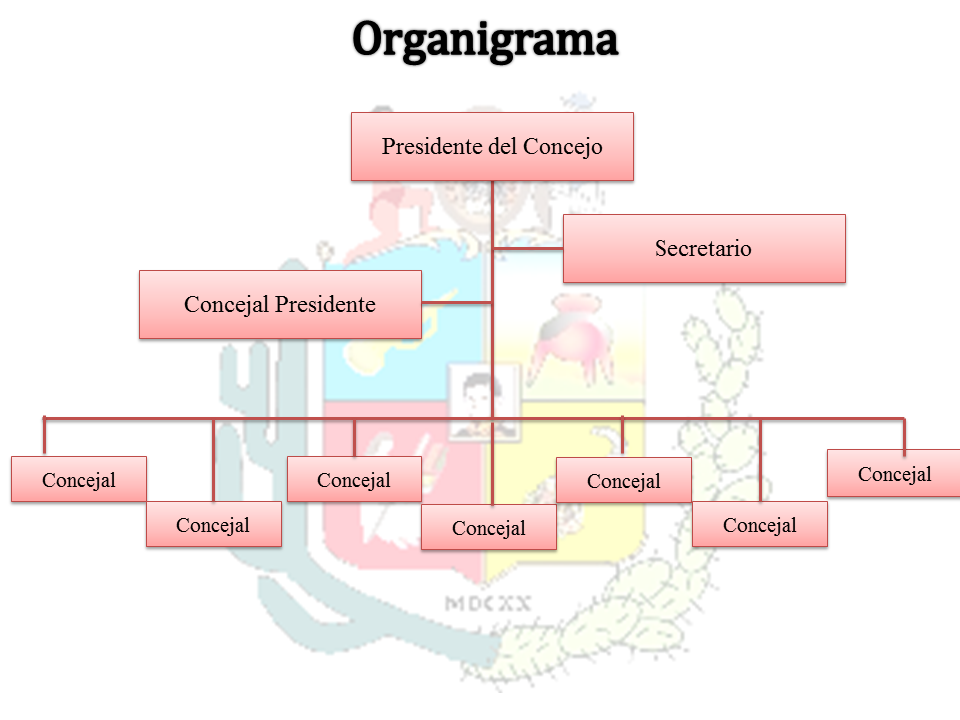 Organigrama
Presidente del Concejo
Secretario
Concejal Presidente
Concejal
Concejal
Concejal
Concejal
Concejal
Concejal
Concejal
MDCXX